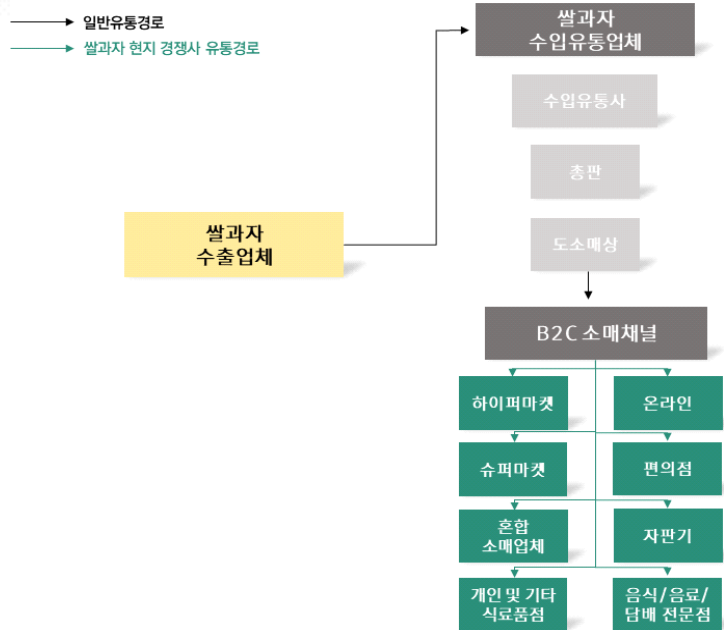 일반유통경로
쌀과자 현지 경쟁사 유통경로
쌀과자
수입유통업체
수입유통사
총판
도소매상
쌀과자
수출업체
B2C 소매채널
하이퍼마켓
온라인
슈퍼마켓
편의점
혼합
소매업체
자판기
개인 및 기타
식료품점
음식/음료/
담배 전문점